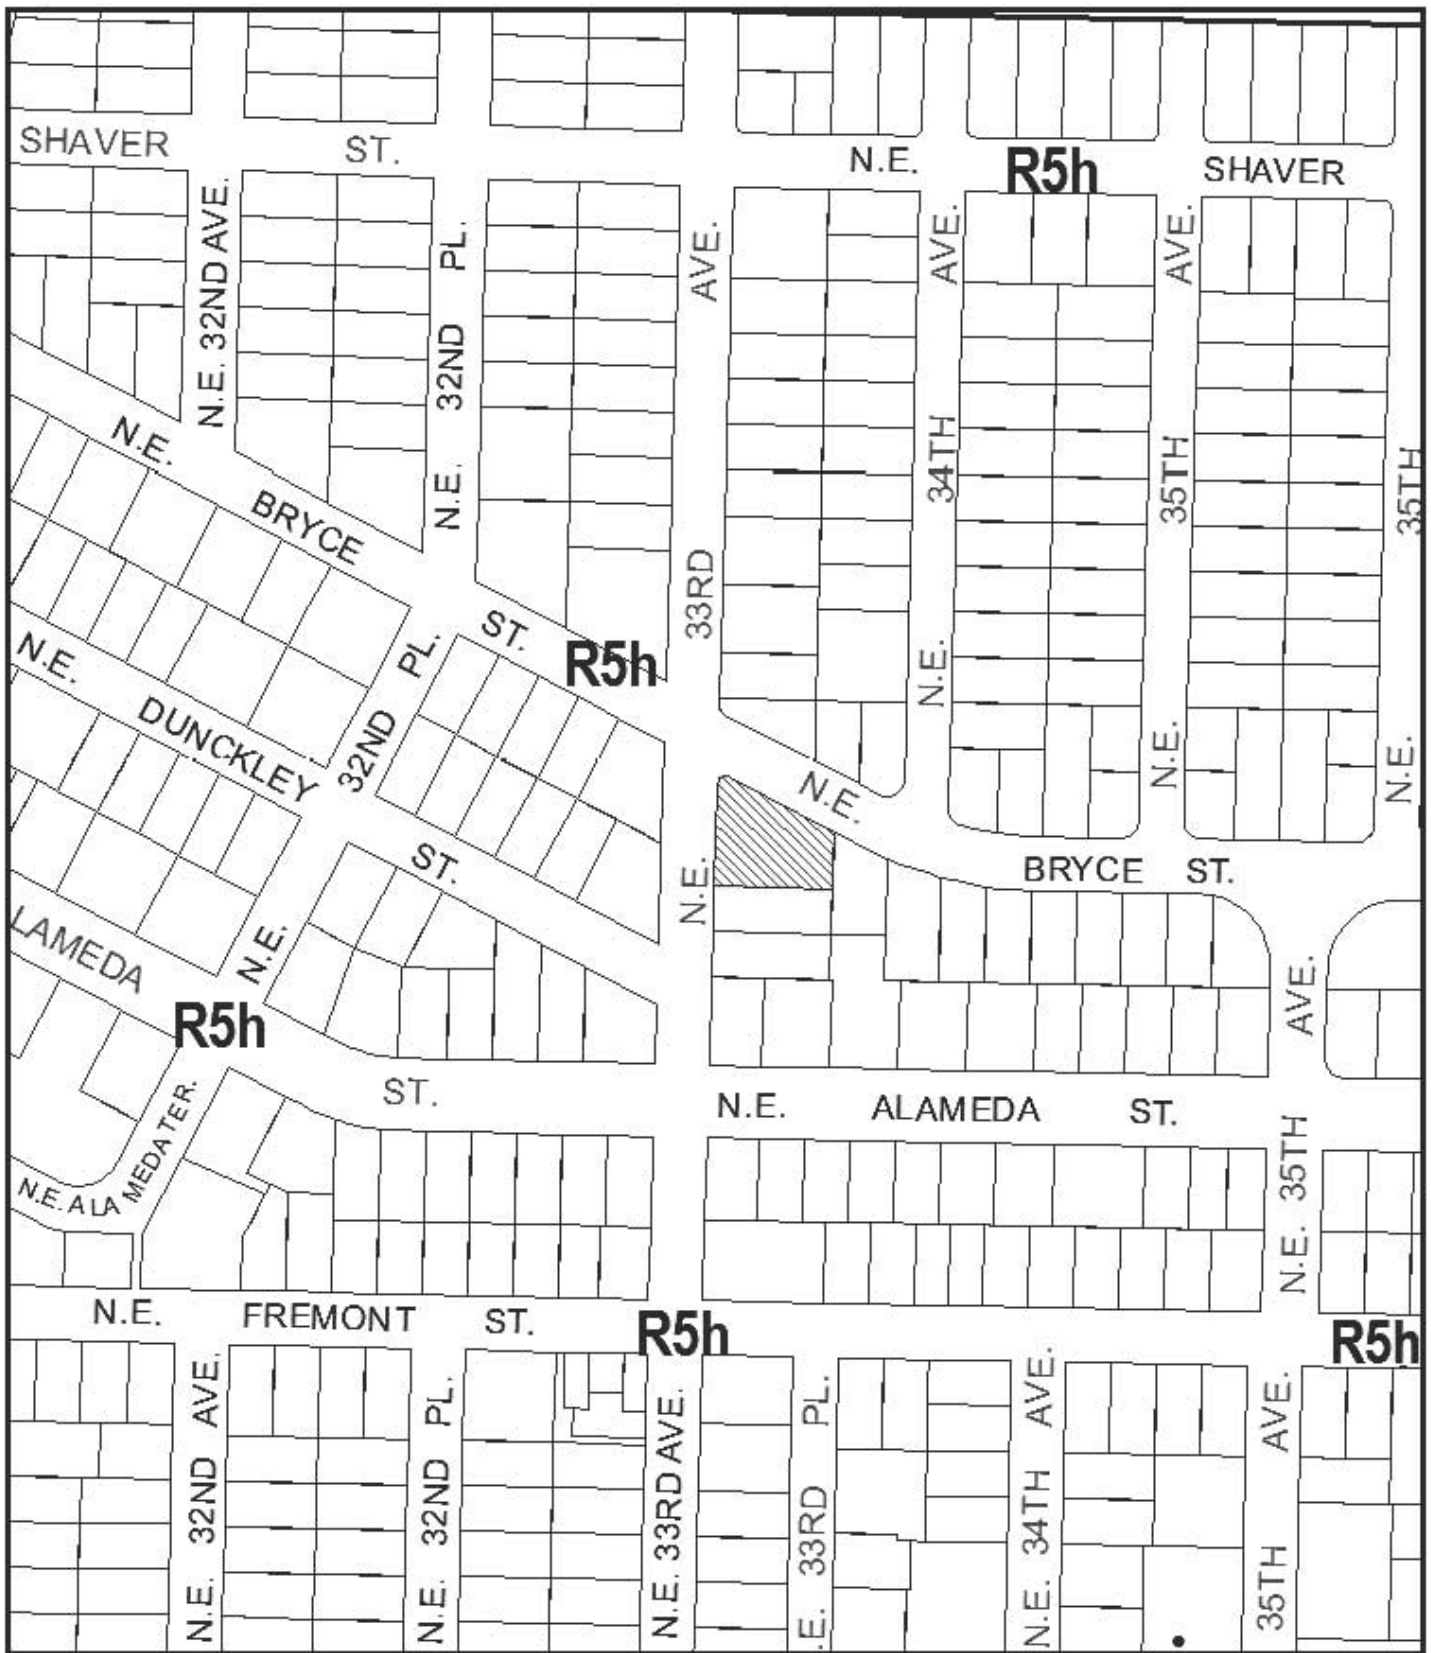 SHAVER ST. N.E. R5h SHAVER
N.E. 32ND AVE.
N.E. 32ND PL.
N.E. 33RD AVE.
N.E. 34TH AVE.
N.E. 35TH AVE.
N.E. 35TH
N.E. BRYCE ST. R5h N.E. BRYCE ST.
N.E. DUNCKLEY ST.
N.E. 32ND PL.
LAMEDA ST. N.E. ALAMEDA ST.
R5h
N.E. ALAMEDA TER.
N.E. 35TH AVE.
N.E. FREMONT ST. R5h R5h
N.E. 32ND AVE.
N.E. 32ND PL.
N.E. 33RD AVE.
.E. 33RD PL.
N.E. 34TH AVE.
35TH AVE.